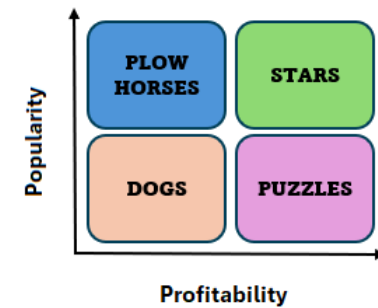 Popularity
PLOW
HORSES
STARS
DOGS
PUZZLES
Profitability